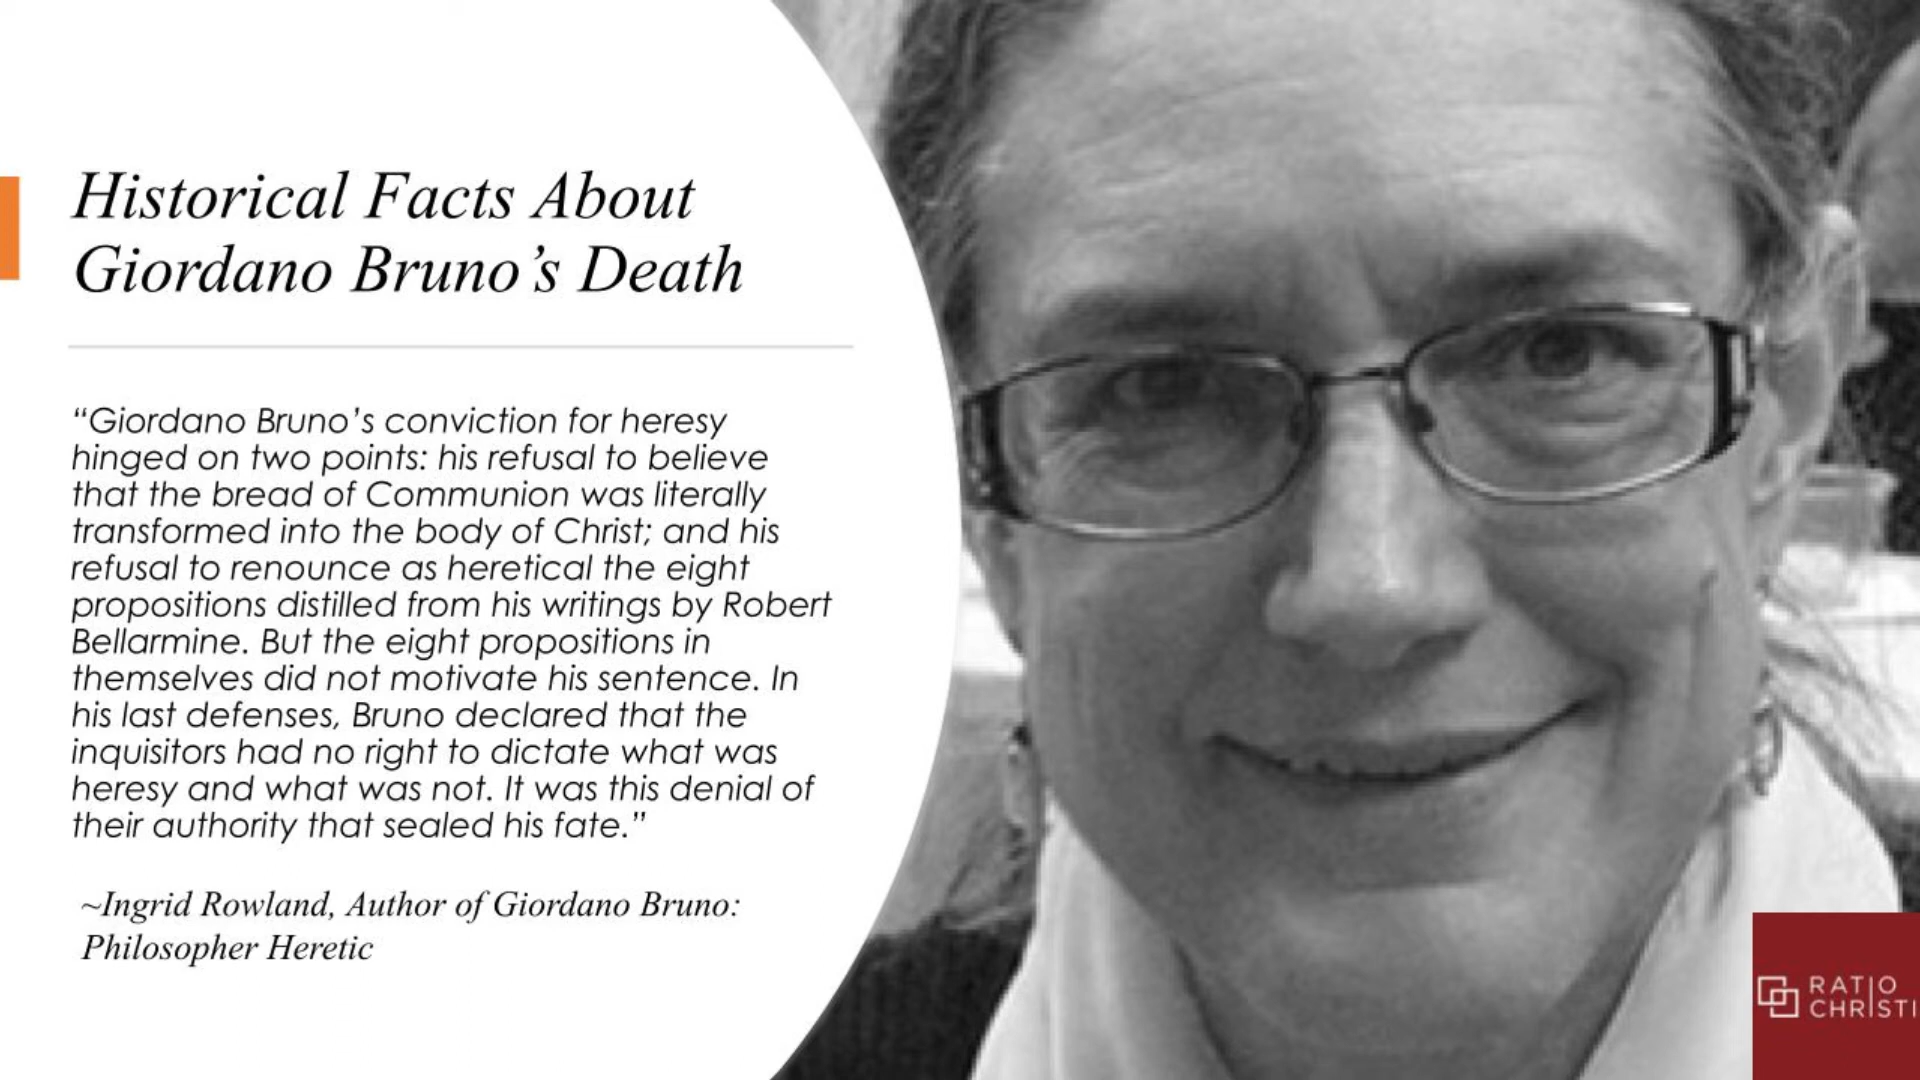 Historical Facts About
Giordano Bruno’s Death
“Giordano Bruno’s conviction for heresy
hinged on two points: his refusal to believe
that the bread of Communion was literally
transformed into the body of Christ; and his
refusal to renounce as heretical the eight
propositions distilled from his writings by Robert
Bellarmine. But the eight propositions in
themselves did not motivate his sentence. In
his last defenses, Bruno declared that the
inquisitors had no right to dictate what was
heresy and what was not. It was this denial of
their authority that sealed his fate.”
~Ingrid Rowland, Author of Giordano Bruno:
Philosopher Heretic
RATIO
CHRISTI